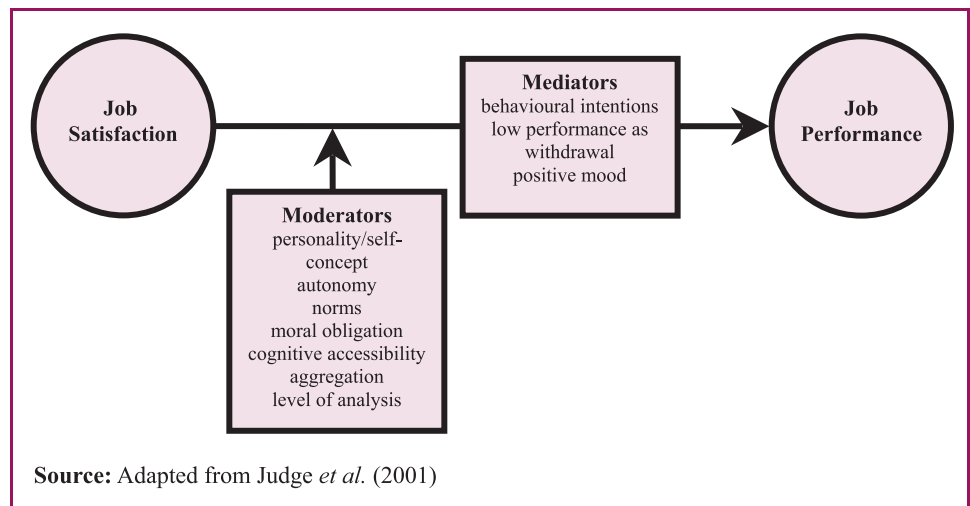 Job
Satisfaction
Mediators
behavioural intentions
low performance as
withdrawal
positive mood
Job
Performance
Moderators
personality/self-
concept
autonomy
norms
moral obligation
cognitive accessibility
aggregation
level of analysis
Source: Adapted from Judge et al. (2001)